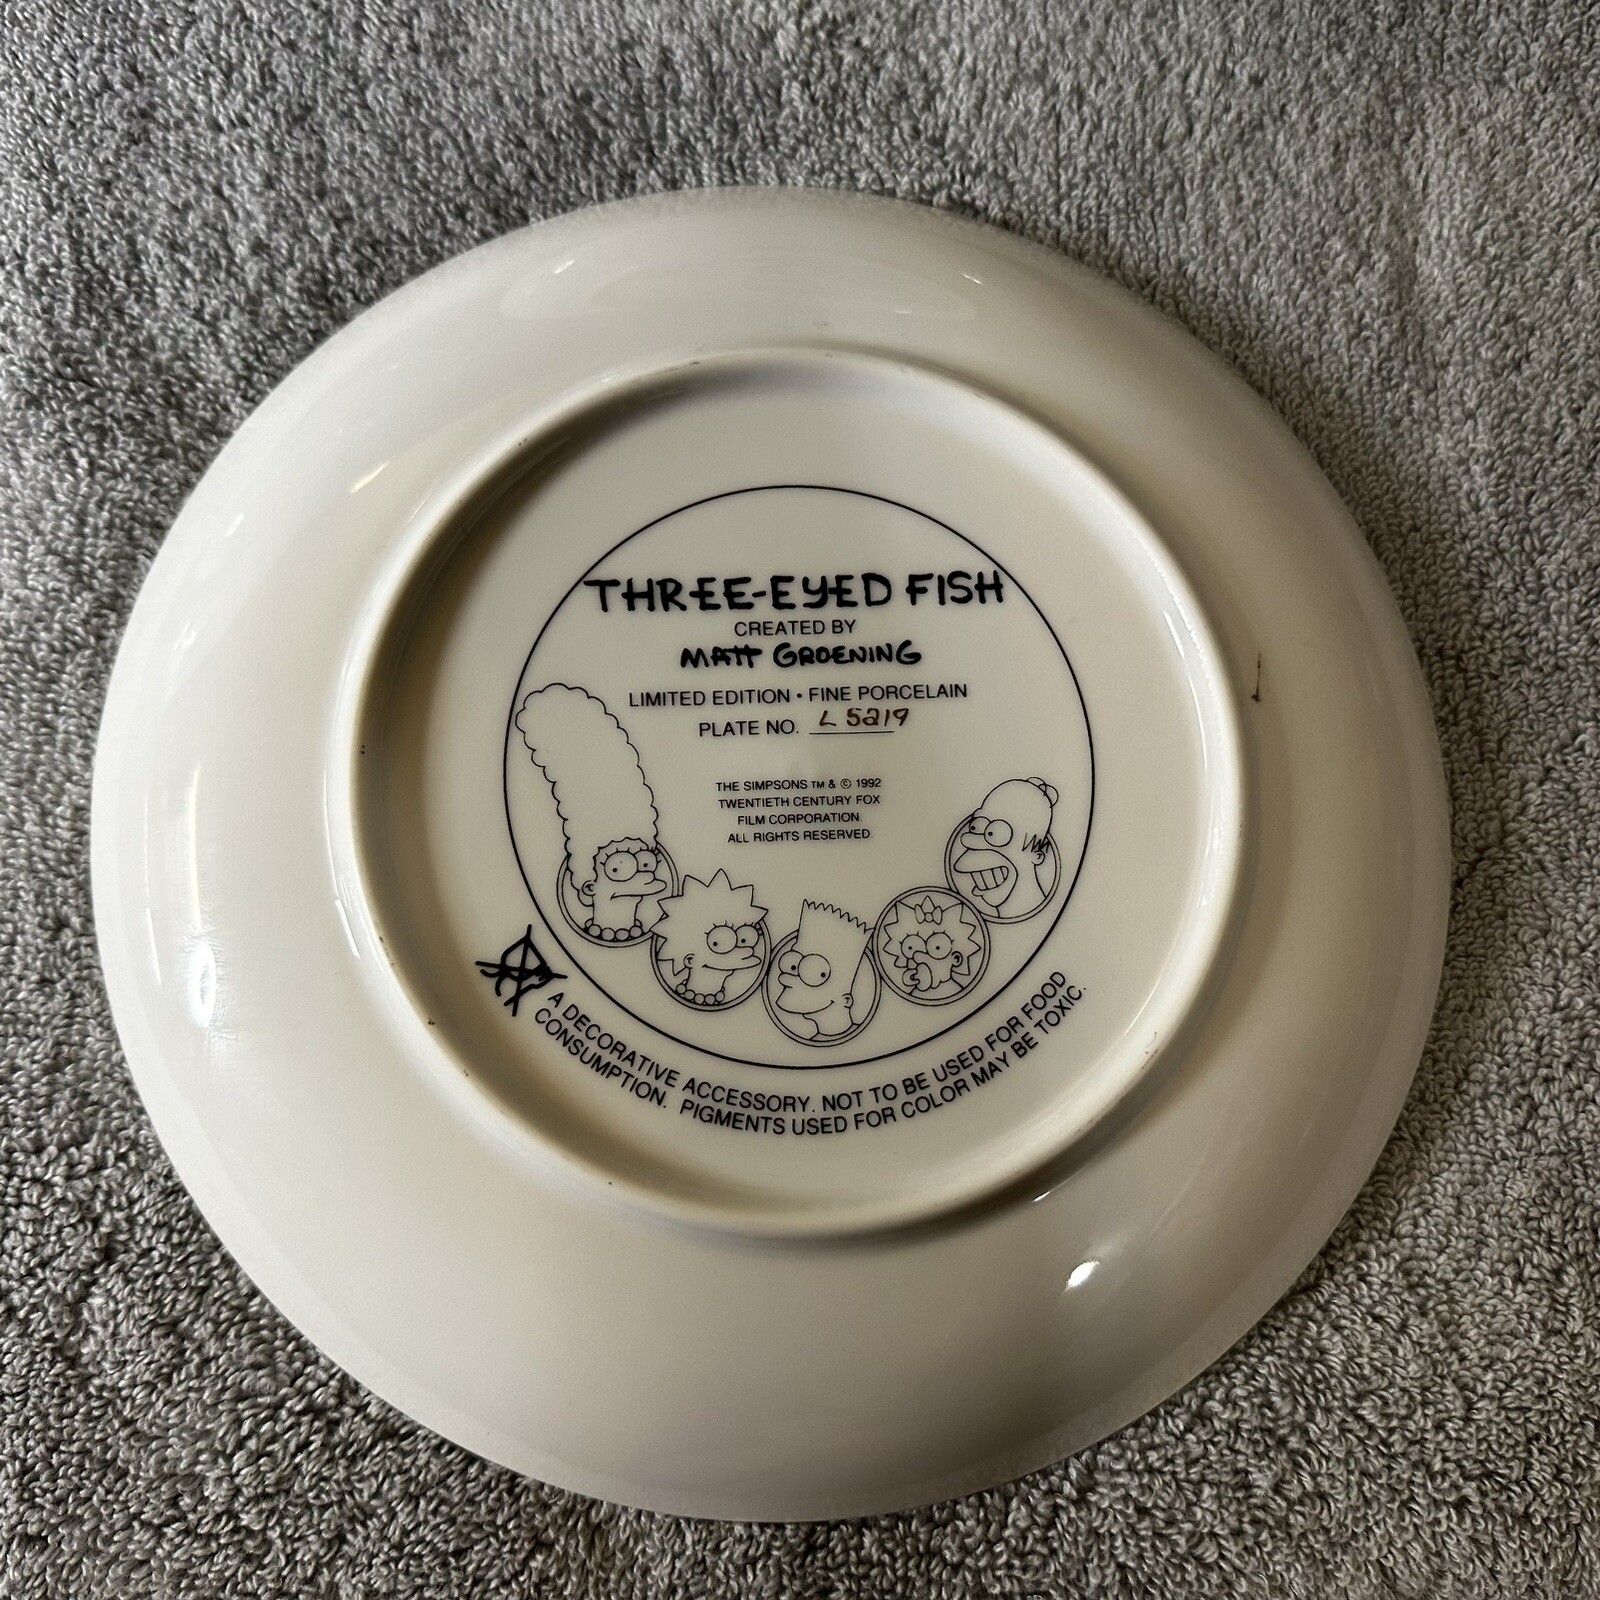 THREE-EYED FISH
CREATED BY
MATT GROENING
LIMITED EDITION • FINE PORCELAIN
PLATE NO. L5219
THE SIMPSONS TM & © 1992
TWENTIETH CENTURY FOX
FILM CORPORATION
ALL RIGHTS RESERVED
A DECORATIVE ACCESSORY. NOT TO BE USED FOR FOOD
CONSUMPTION. PIGMENTS USED FOR COLOR MAY BE TOXIC.